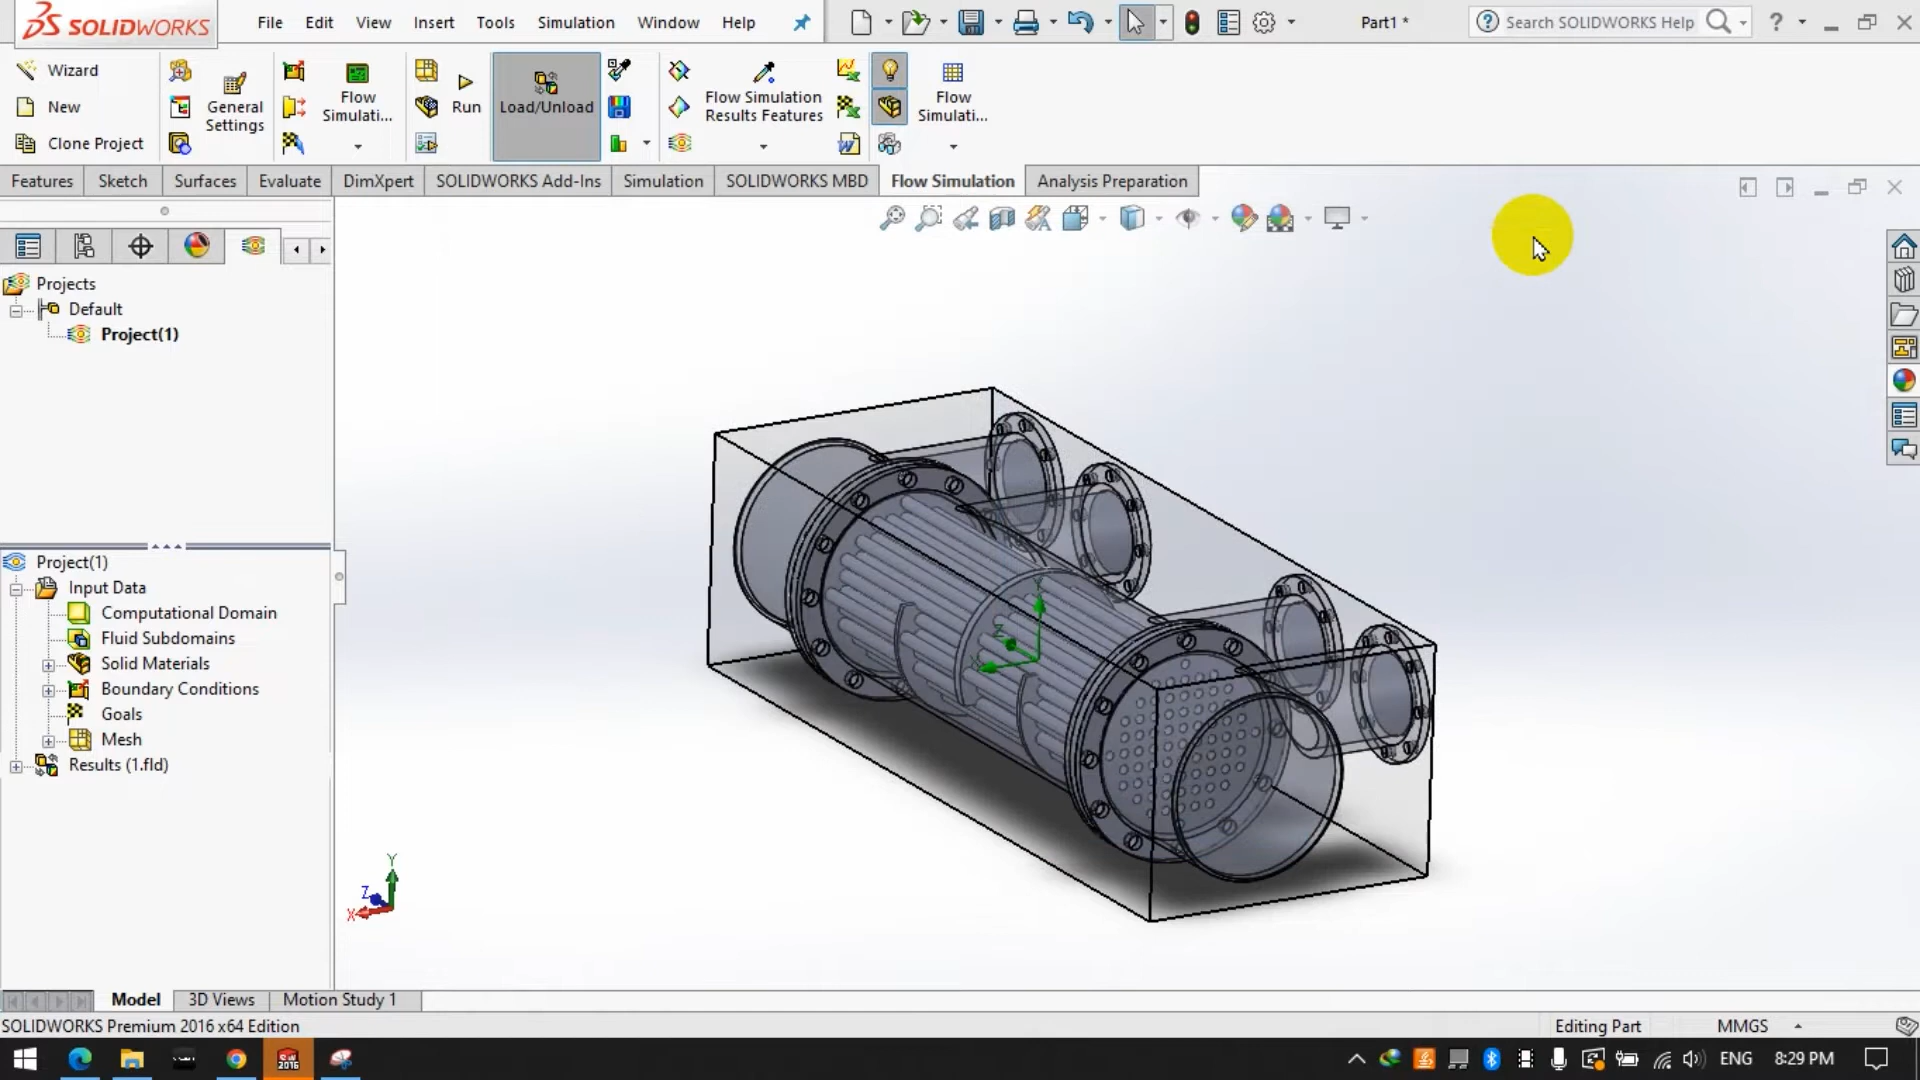 SOLIDWORKS
File Edit View Insert Tools Simulation Window Help
Part1 *
Search SOLIDWORKS Help
Wizard
New
Clone Project
General
Settings
Flow
Simulati...
Run
Load/Unload
Flow Simulation
Results Features
Flow
Simulati...
Features Sketch Surfaces Evaluate DimXpert SOLIDWORKS Add-Ins Simulation SOLIDWORKS MBD Flow Simulation Analysis Preparation
Projects
Default
Project(1)
Project(1)
Input Data
Computational Domain
Fluid Subdomains
Solid Materials
Boundary Conditions
Goals
Mesh
Results (1.fld)
Y
Z
X
Y
Z
X
Model 3D Views Motion Study 1
SOLIDWORKS Premium 2016 x64 Edition
Editing Part MMGS
SW
2016
ENG 8:29 PM